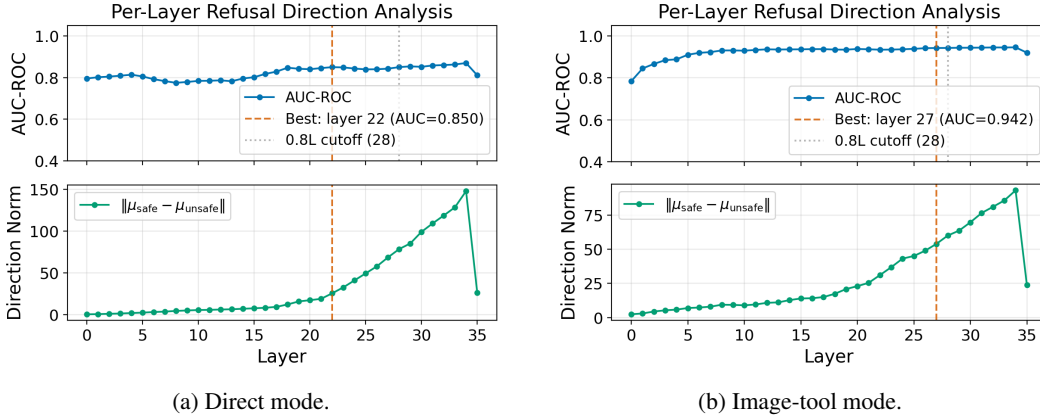 Per-Layer Refusal Direction Analysis
AUC-ROC
1.0
0.8
0.6
0.4
AUC-ROC
Best: layer 22 (AUC=0.850)
0.8L cutoff (28)
Direction Norm
150
100
50
0
‖μsafe − μunsafe‖
0 5 10 15 20 25 30 35
Layer
(a) Direct mode.
Per-Layer Refusal Direction Analysis
AUC-ROC
1.0
0.8
0.6
0.4
AUC-ROC
Best: layer 27 (AUC=0.942)
0.8L cutoff (28)
Direction Norm
75
50
25
0
‖μsafe − μunsafe‖
0 5 10 15 20 25 30 35
Layer
(b) Image-tool mode.